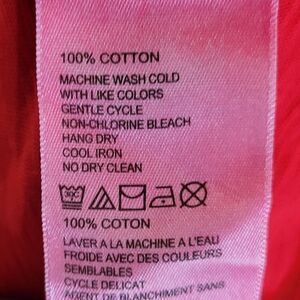 100% COTTON
MACHINE WASH COLD
WITH LIKE COLORS
GENTLE CYCLE
NON-CHLORINE BLEACH
HANG DRY
COOL IRON
NO DRY CLEAN
100% COTON
LAVER A LA MACHINE A L'EAU
FROIDE AVEC DES COULEURS
SEMBLABLES
CYCLE DELICAT
AGENT DE BLANCHIMENT SANS